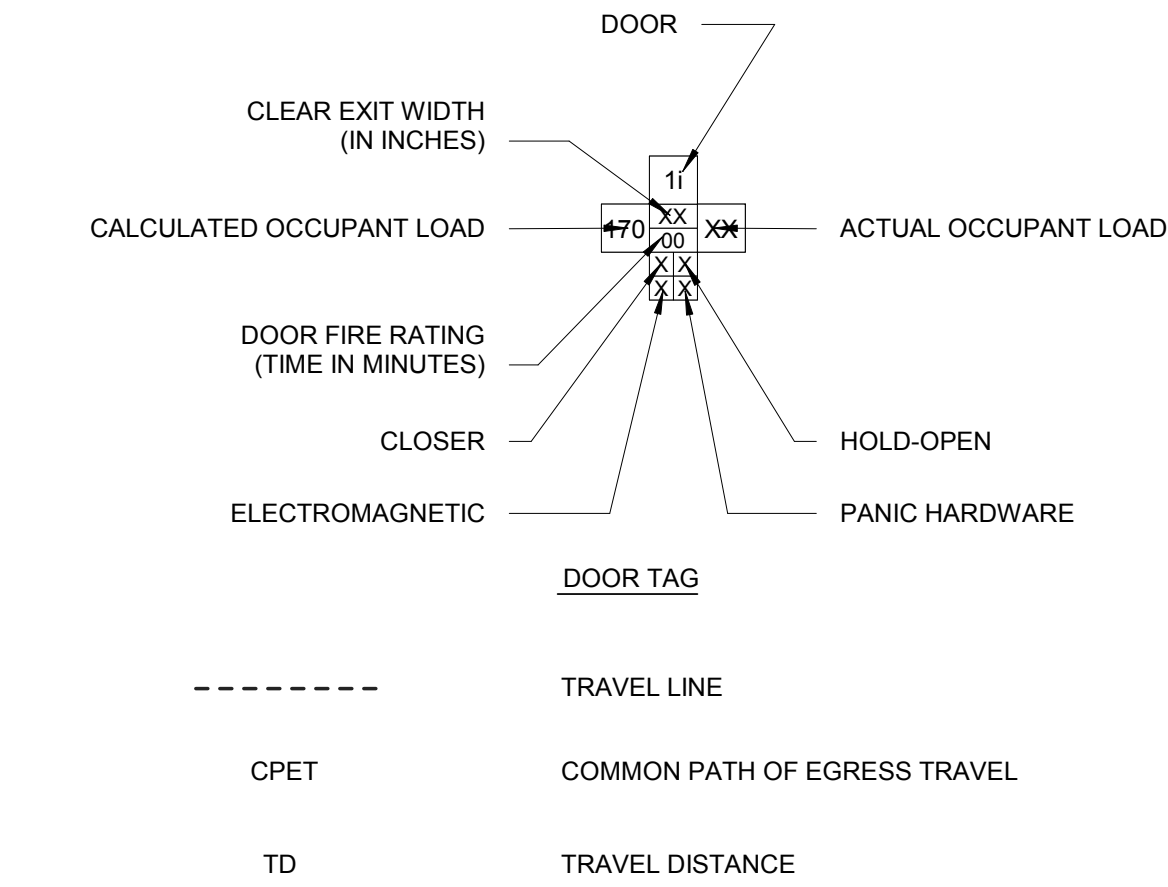 DOOR
CLEAR EXIT WIDTH
(IN INCHES)
1i
XX
CALCULATED OCCUPANT LOAD
170
XX
ACTUAL OCCUPANT LOAD
00
X X
X X
DOOR FIRE RATING
(TIME IN MINUTES)
CLOSER
HOLD-OPEN
ELECTROMAGNETIC
PANIC HARDWARE
DOOR TAG
TRAVEL LINE
CPET
COMMON PATH OF EGRESS TRAVEL
TD
TRAVEL DISTANCE